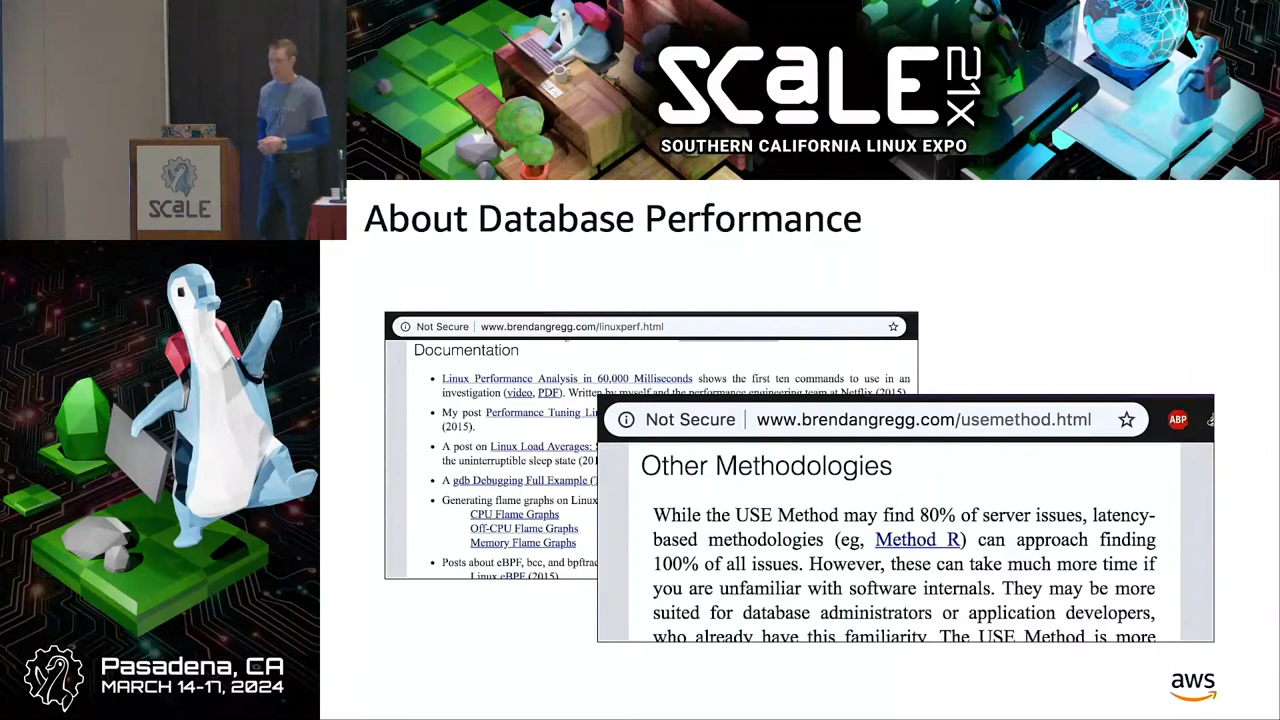 SCaLE 21X
SOUTHERN CALIFORNIA LINUX EXPO
SCaLE
About Database Performance
Not Secure | www.brendangregg.com/linuxperf.html
Documentation
• Linux Performance Analysis in 60,000 Milliseconds shows the first ten commands to use in an
investigation (video, PDF). Written by myself and the performance engineering team at Netflix (2015).
• My post Performance Tuning Li
(2015).
• A post on Linux Load Averages:
the uninterruptible sleep state (201
• A gdb Debugging Full Example (
• Generating flame graphs on Linux
CPU Flame Graphs
Off-CPU Flame Graphs
Memory Flame Graphs
• Posts about eBPF, bcc, and bpftrac
Linux eBPF (2015)
Not Secure | www.brendangregg.com/usemethod.html
ABP
Other Methodologies
While the USE Method may find 80% of server issues, latency-
based methodologies (eg, Method R) can approach finding
100% of all issues. However, these can take much more time if
you are unfamiliar with software internals. They may be more
suited for database administrators or application developers,
who already have this familiarity. The USE Method is more
Pasadena, CA
MARCH 14-17, 2024
aws